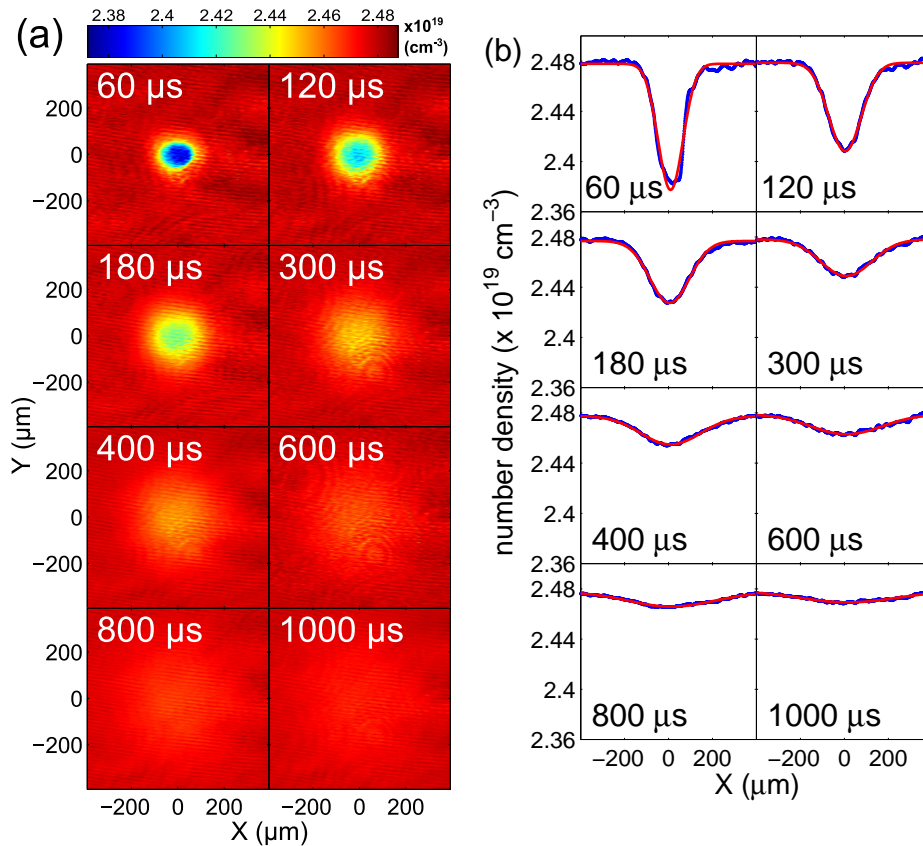 (a)
2.38 2.4 2.42 2.44 2.46 2.48
x10¹⁹
(cm⁻³)
60 µs 120 µs
200
0
−200
180 µs 300 µs
200
0
−200
400 µs 600 µs
200
0
−200
800 µs 1000 µs
200
0
−200
−200 0 200 −200 0 200
Y (µm)
X (µm)
(b)
2.48
2.44
2.4
2.36
60 µs 120 µs
2.48
2.44
2.4
2.36
180 µs 300 µs
2.48
2.44
2.4
2.36
400 µs 600 µs
2.48
2.44
2.4
2.36
800 µs 1000 µs
−200 0 200 −200 0 200
number density (x 10¹⁹ cm⁻³)
X (µm)